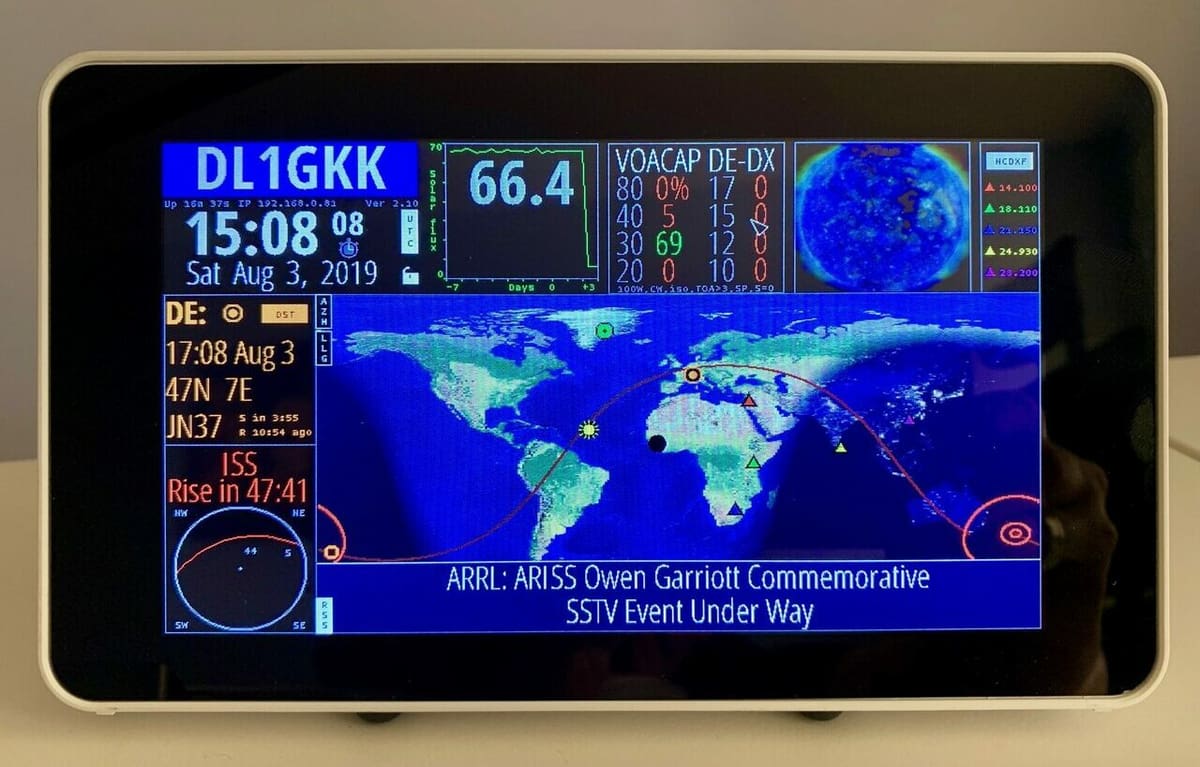 DL1GKK
Up 16m 37s IP 192.168.0.81 Ver 2.10
15:08 08
UTC
Sat Aug 3, 2019
70
Solar flux
66.4
0
-7 Days 0 +3
VOACAP DE-DX
80 0% 17 0
40 5 15 0
30 69 12 0
20 0 10 0
100W,CW,iso,TOA>3,SP,S=0
NCDXF
14.100
18.110
21.150
24.930
28.200
DE: DST
17:08 Aug 3
47N 7E
JN37 S in 3:55
R 10:54 ago
AZM
LLG
ISS
Rise in 47:41
NW NE
44 5
SW SE
RSS
ARRL: ARISS Owen Garriott Commemorative
SSTV Event Under Way